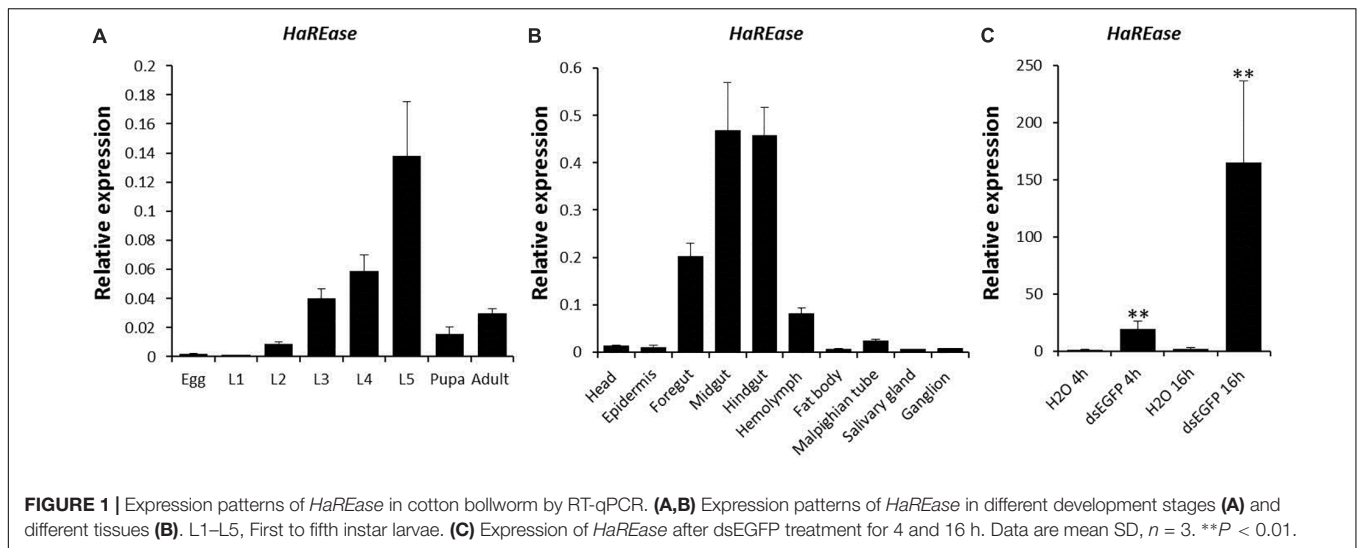 A
HaREase
Relative expression
0.2
0.18
0.16
0.14
0.12
0.1
0.08
0.06
0.04
0.02
0
Egg L1 L2 L3 L4 L5 Pupa Adult
B
HaREase
Relative expression
0.6
0.5
0.4
0.3
0.2
0.1
0
Head
Epidermis
Foregut
Midgut
Hindgut
Hemolymph
Fat body
Malpighian tube
Salivary gland
Ganglion
C
HaREase
Relative expression
250
200
150
100
50
0
**
**
H2O 4h
dsEGFP 4h
H2O 16h
dsEGFP 16h
FIGURE 1 | Expression patterns of HaREase in cotton bollworm by RT-qPCR. (A,B) Expression patterns of HaREase in different development stages (A) and
different tissues (B). L1–L5, First to fifth instar larvae. (C) Expression of HaREase after dsEGFP treatment for 4 and 16 h. Data are mean SD, n = 3. **P < 0.01.